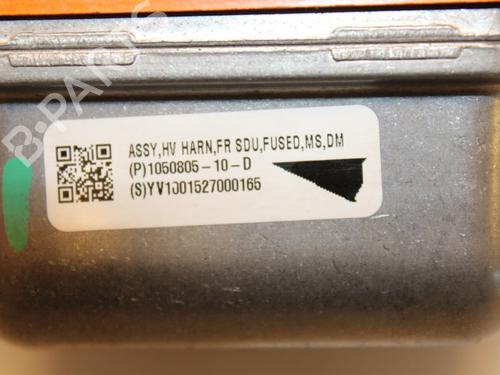 ASSY,HV HARN,FR SDU,FUSED,MS,DM
(P)1050805-10-D
(S)YV1001527000165
B-PARTS